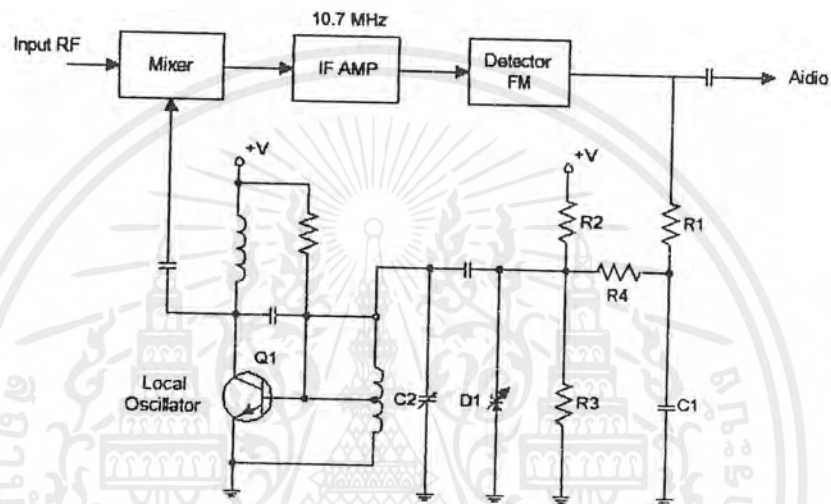 10.7 MHz
Input RF
Mixer
IF AMP
Detector
FM
Aidio
+V
+V
R2
R1
R4
Q1
Local
Oscillator
C2
D1
R3
C1